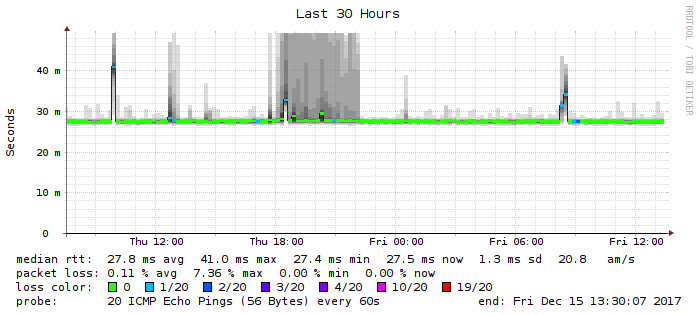 Last 30 Hours
RRDTOOL / TOBI OETIKER
Seconds
40 m
30 m
20 m
10 m
0
Thu 12:00 Thu 18:00 Fri 00:00 Fri 06:00 Fri 12:00
median rtt: 27.8 ms avg 41.0 ms max 27.4 ms min 27.5 ms now 1.3 ms sd 20.8 am/s
packet loss: 0.11 % avg 7.36 % max 0.00 % min 0.00 % now
loss color: 0 1/20 2/20 3/20 4/20 10/20 19/20
probe: 20 ICMP Echo Pings (56 Bytes) every 60s end: Fri Dec 15 13:30:07 2017